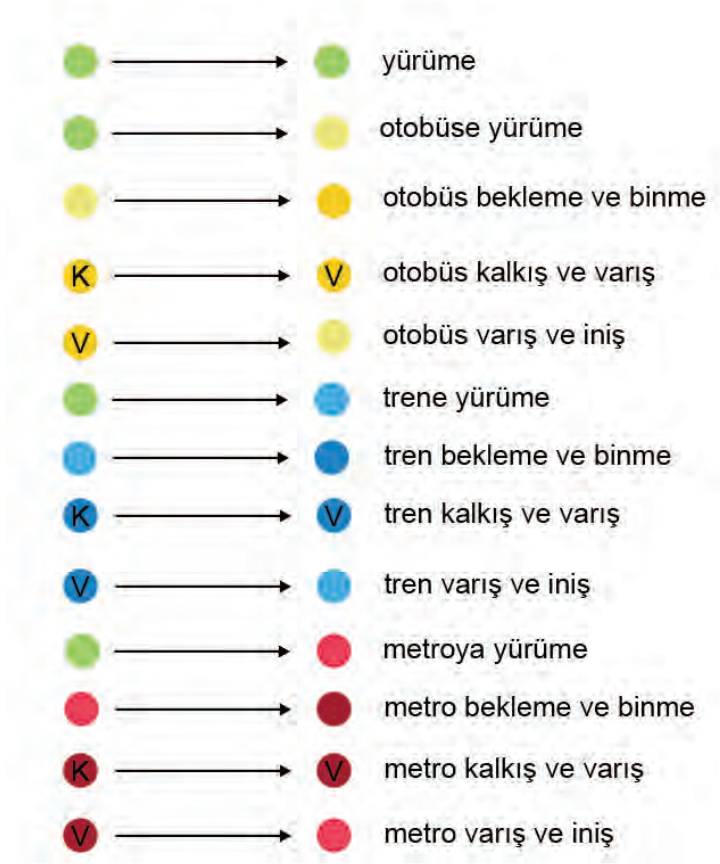 yürüme
otobüse yürüme
otobüs bekleme ve binme
K V otobüs kalkış ve varış
V otobüs varış ve iniş
trene yürüme
tren bekleme ve binme
K V tren kalkış ve varış
V tren varış ve iniş
metroya yürüme
metro bekleme ve binme
K V metro kalkış ve varış
V metro varış ve iniş